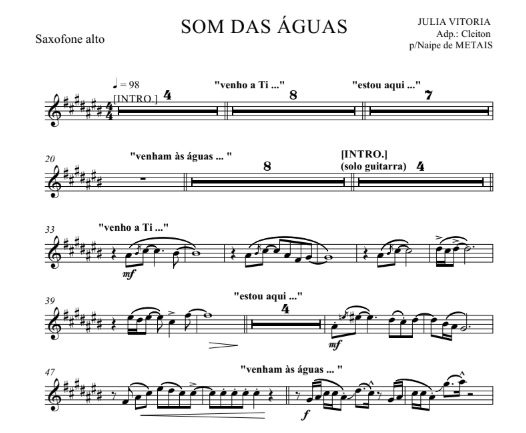 SOM DAS ÁGUAS
JULIA VITORIA
Adp.: Cleiton
p/Naipe de METAIS
Saxofone alto
♩ = 98
[INTRO.]
4
"venho a Ti ..."
8
"estou aqui ..."
7
20
"venham às águas ... "
8
[INTRO.]
(solo guitarra)
4
33
"venho a Ti ..."
mf
39
"estou aqui ..."
4
mf
47
"venham às águas ... "
f